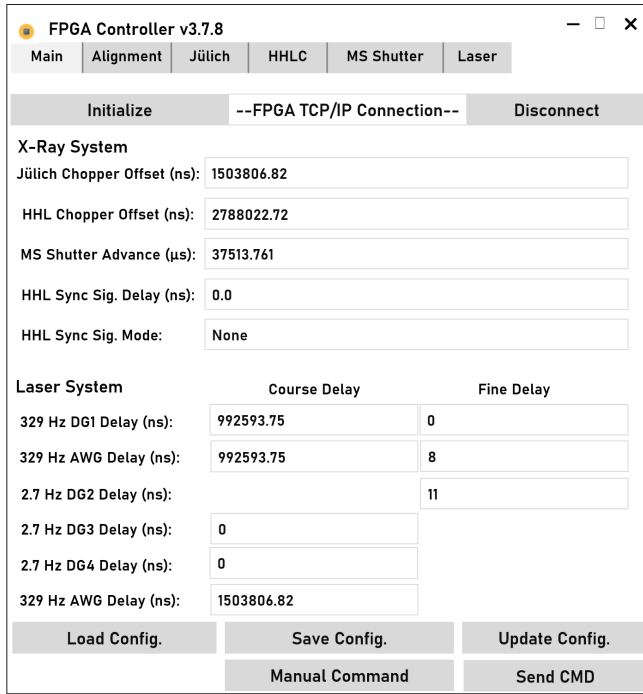 FPGA Controller v3.7.8
Main Alignment Jülich HHLC MS Shutter Laser
Initialize --FPGA TCP/IP Connection-- Disconnect
X-Ray System
Jülich Chopper Offset (ns): 1503806.82
HHL Chopper Offset (ns): 2788022.72
MS Shutter Advance (µs): 37513.761
HHL Sync Sig. Delay (ns): 0.0
HHL Sync Sig. Mode: None
Laser System Course Delay Fine Delay
329 Hz DG1 Delay (ns): 992593.75 0
329 Hz AWG Delay (ns): 992593.75 8
2.7 Hz DG2 Delay (ns): 11
2.7 Hz DG3 Delay (ns): 0
2.7 Hz DG4 Delay (ns): 0
329 Hz AWG Delay (ns): 1503806.82
Load Config. Save Config. Update Config.
Manual Command Send CMD